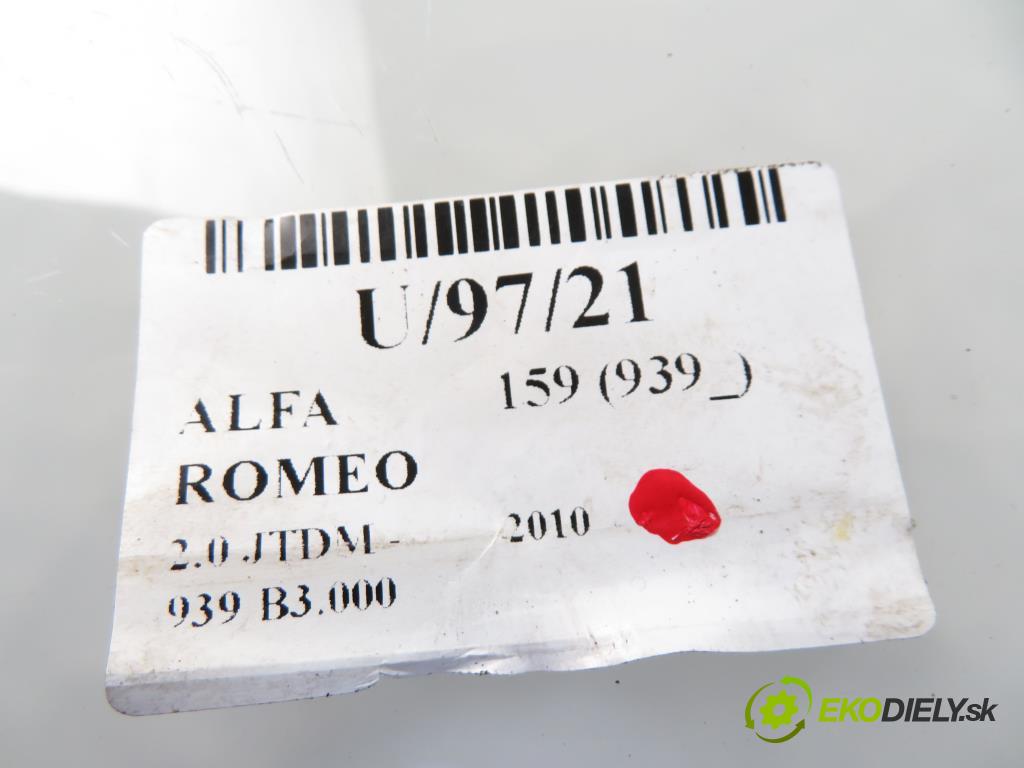 U/97/21
ALFA ROMEO
159 (939_)
2.0 JTDM - 939 B3.000
2010
EKODIELY.sk